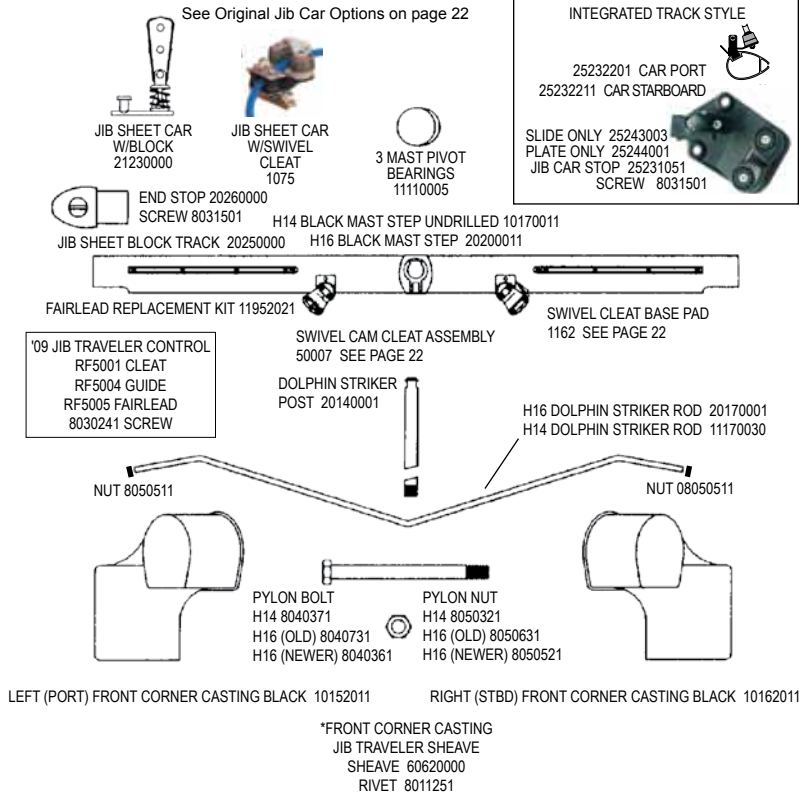 See Original Jib Car Options on page 22
INTEGRATED TRACK STYLE
25232201 CAR PORT
25232211 CAR STARBOARD
SLIDE ONLY 25243003
PLATE ONLY 25244001
JIB CAR STOP 25231051
SCREW 8031501
JIB SHEET CAR
W/BLOCK
21230000
JIB SHEET CAR
W/SWIVEL
CLEAT
1075
3 MAST PIVOT
BEARINGS
11110005
END STOP 20260000
SCREW 8031501
JIB SHEET BLOCK TRACK 20250000
H14 BLACK MAST STEP UNDRILLED 10170011
H16 BLACK MAST STEP 20200011
FAIRLEAD REPLACEMENT KIT 11952021
SWIVEL CAM CLEAT ASSEMBLY
50007 SEE PAGE 22
SWIVEL CLEAT BASE PAD
1162 SEE PAGE 22
'09 JIB TRAVELER CONTROL
RF5001 CLEAT
RF5004 GUIDE
RF5005 FAIRLEAD
8030241 SCREW
DOLPHIN STRIKER
POST 20140001
H16 DOLPHIN STRIKER ROD 20170001
H14 DOLPHIN STRIKER ROD 11170030
NUT 8050511
NUT 08050511
PYLON BOLT
H14 8040371
H16 (OLD) 8040731
H16 (NEWER) 8040361
PYLON NUT
H14 8050321
H16 (OLD) 8050631
H16 (NEWER) 8050521
LEFT (PORT) FRONT CORNER CASTING BLACK 10152011
RIGHT (STBD) FRONT CORNER CASTING BLACK 10162011
*FRONT CORNER CASTING
JIB TRAVELER SHEAVE
SHEAVE 60620000
RIVET 8011251